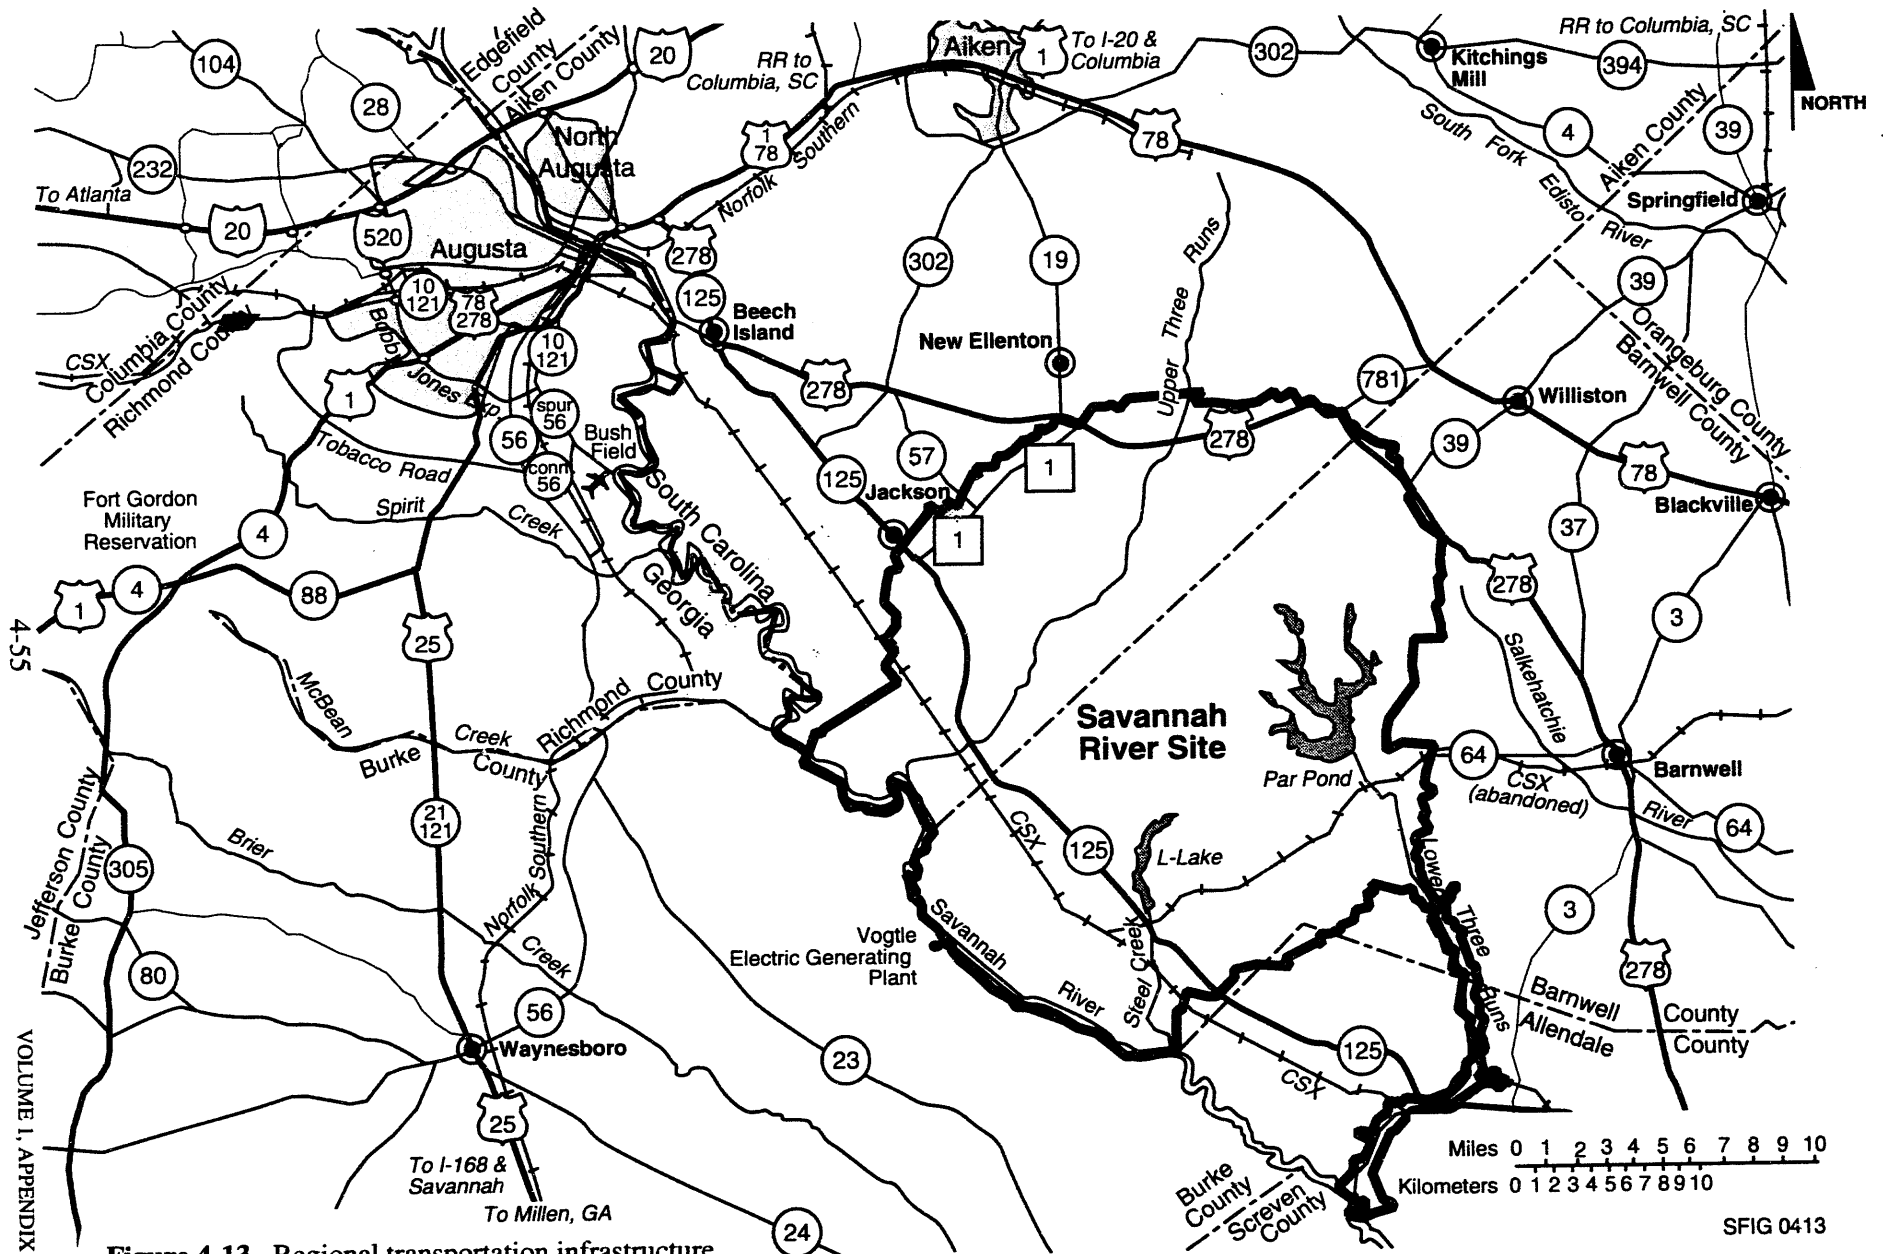 Edgefield
County
Aiken County
20
104
28
RR to
Columbia, SC
Aiken
1
To I-20 &
Columbia
302
Kitchings
Mill
394
RR to Columbia, SC
NORTH
232
To Atlanta
20
520
North
Augusta
Augusta
1
78
Norfolk Southern
78
South Fork Edisto River
4
Aiken County
39
Springfield
278
125
Beech
Island
302
19
Upper Three Runs
39
Orangeburg County
Barnwell County
10
121
78
278
10
121
Bobby Jones Exp
CSX
Columbia County
Richmond County
1
New Ellenton
278
781
Williston
spur
56
56
conn
56
Bush
Field
Tobacco Road
Spirit Creek
125
57
1
278
39
78
Blackville
Jackson
1
Fort Gordon
Military
Reservation
4
South Carolina
Georgia
37
1
4
88
25
278
3
4-55
McBean Creek
Richmond County
Burke County
Savannah
River Site
Par Pond
Salkehatchie River
64
CSX
(abandoned)
Barnwell
64
Jefferson County
Burke County
305
21
121
Brier Creek
Norfolk Southern
CSX
125
L-Lake
Lower Three Runs
3
80
56
Waynesboro
Vogtle
Electric Generating
Plant
Savannah River
Steel Creek
278
Barnwell County
Allendale County
23
125
CSX
25
To I-168 &
Savannah
To Millen, GA
24
Burke
County
Screven
County
Miles 0 1 2 3 4 5 6 7 8 9 10
Kilometers 0 1 2 3 4 5 6 7 8 9 10
SFIG 0413
VOLUME 1, APPENDIX
Figure 4-13. Regional transportation infrastructure